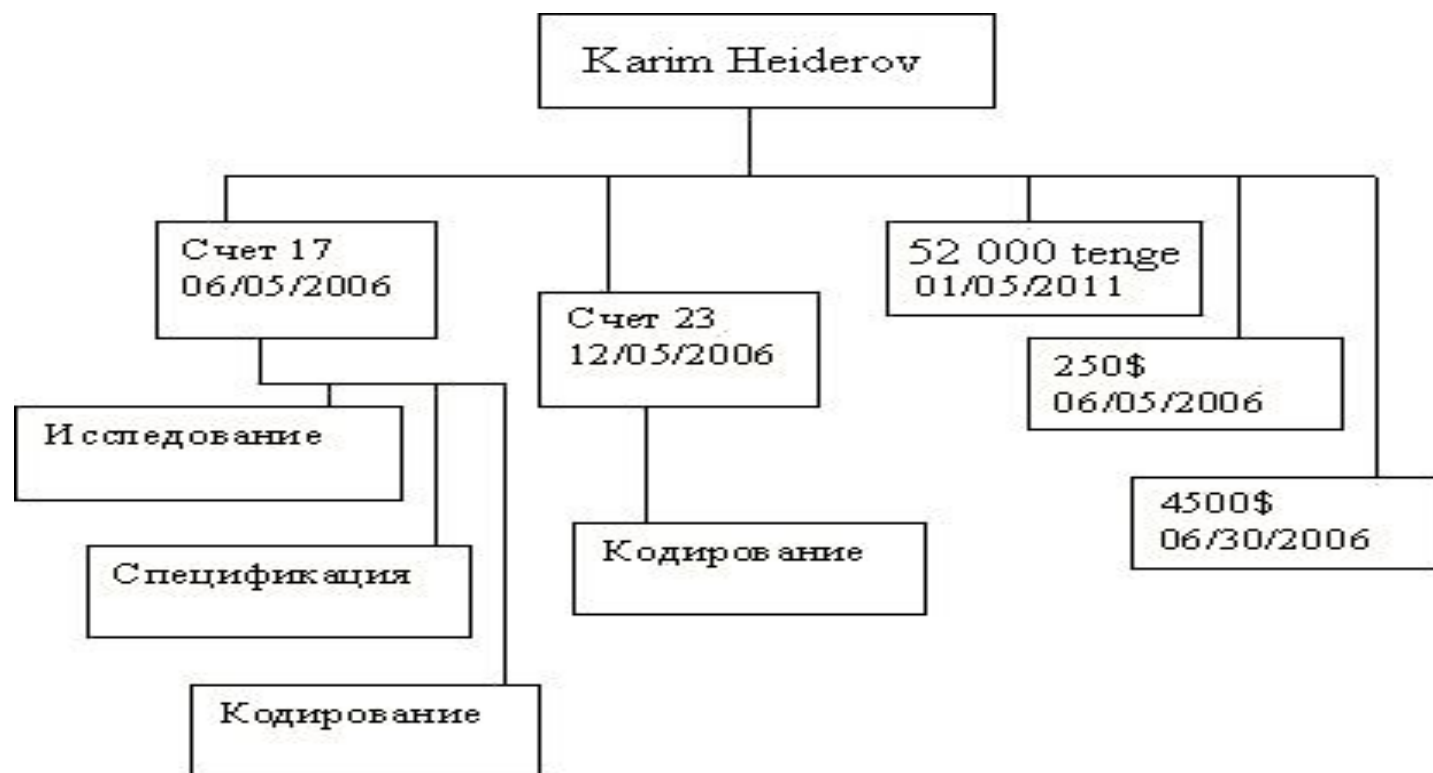 Karim Heiderov
Счет 17
06/05/2006
Исследование
Спецификация
Кодирование
Счет 23
12/05/2006
Кодирование
52 000 tenge
01/05/2011
250$
06/05/2006
4500$
06/30/2006